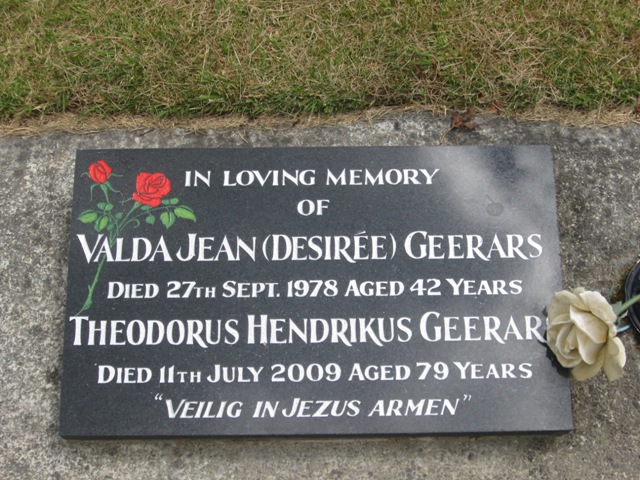 IN LOVING MEMORY
OF
VALDA JEAN (DESIRÉE) GEERARS
DIED 27TH SEPT. 1978 AGED 42 YEARS
THEODORUS HENDRIKUS GEERAR
DIED 11TH JULY 2009 AGED 79 YEARS
"VEILIG IN JEZUS ARMEN"